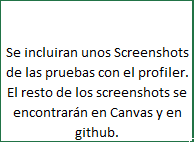 Se incluiran unos Screenshots
de las pruebas con el profiler.
El resto de los screenshots se
encontrarán en Canvas y en
github.